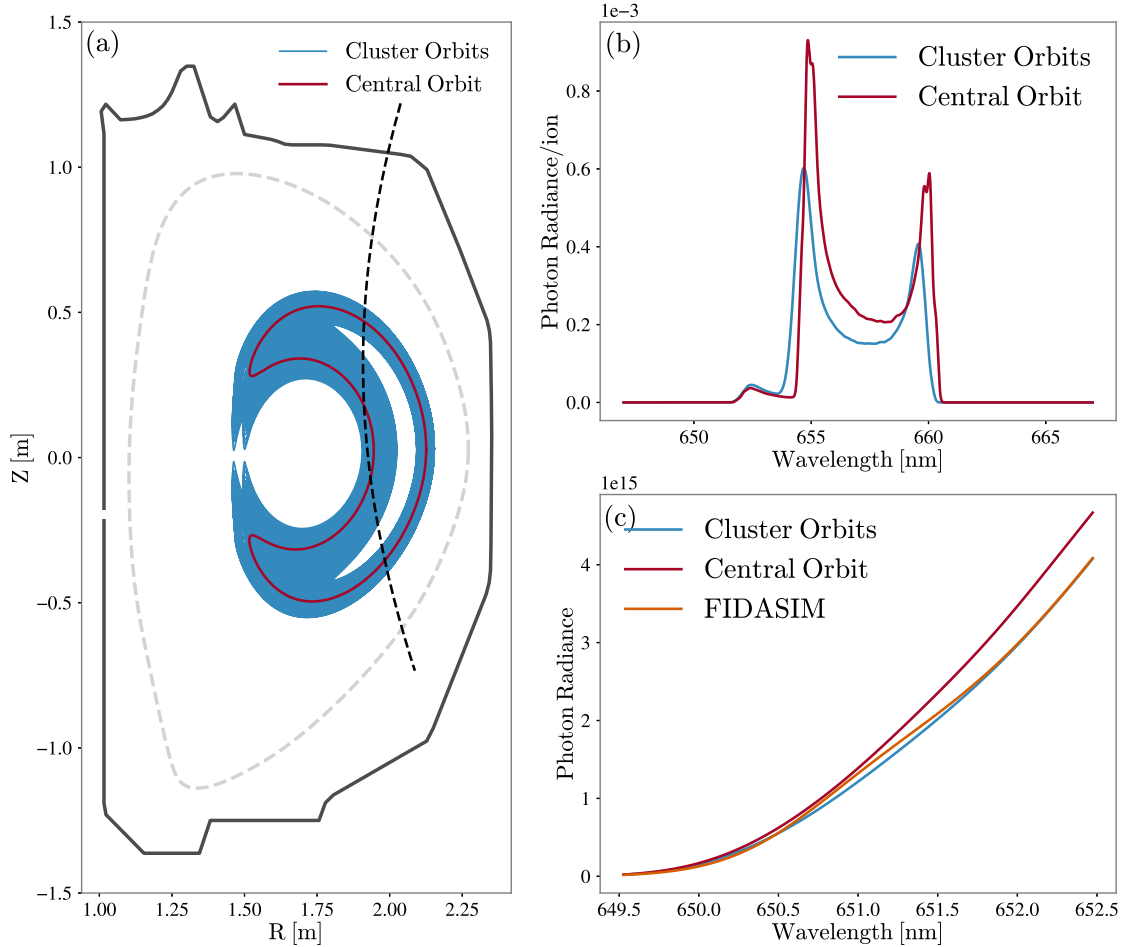 (a)
Cluster Orbits
Central Orbit
1.5
1.0
0.5
0.0
−0.5
−1.0
−1.5
Z [m]
1.00 1.25 1.50 1.75 2.00 2.25
R [m]
1e−3
(b)
Cluster Orbits
Central Orbit
0.8
0.6
0.4
0.2
0.0
Photon Radiance/ion
650 655 660 665
Wavelength [nm]
1e15
(c)
Cluster Orbits
Central Orbit
FIDASIM
4
3
2
1
0
Photon Radiance
649.5 650.0 650.5 651.0 651.5 652.0 652.5
Wavelength [nm]